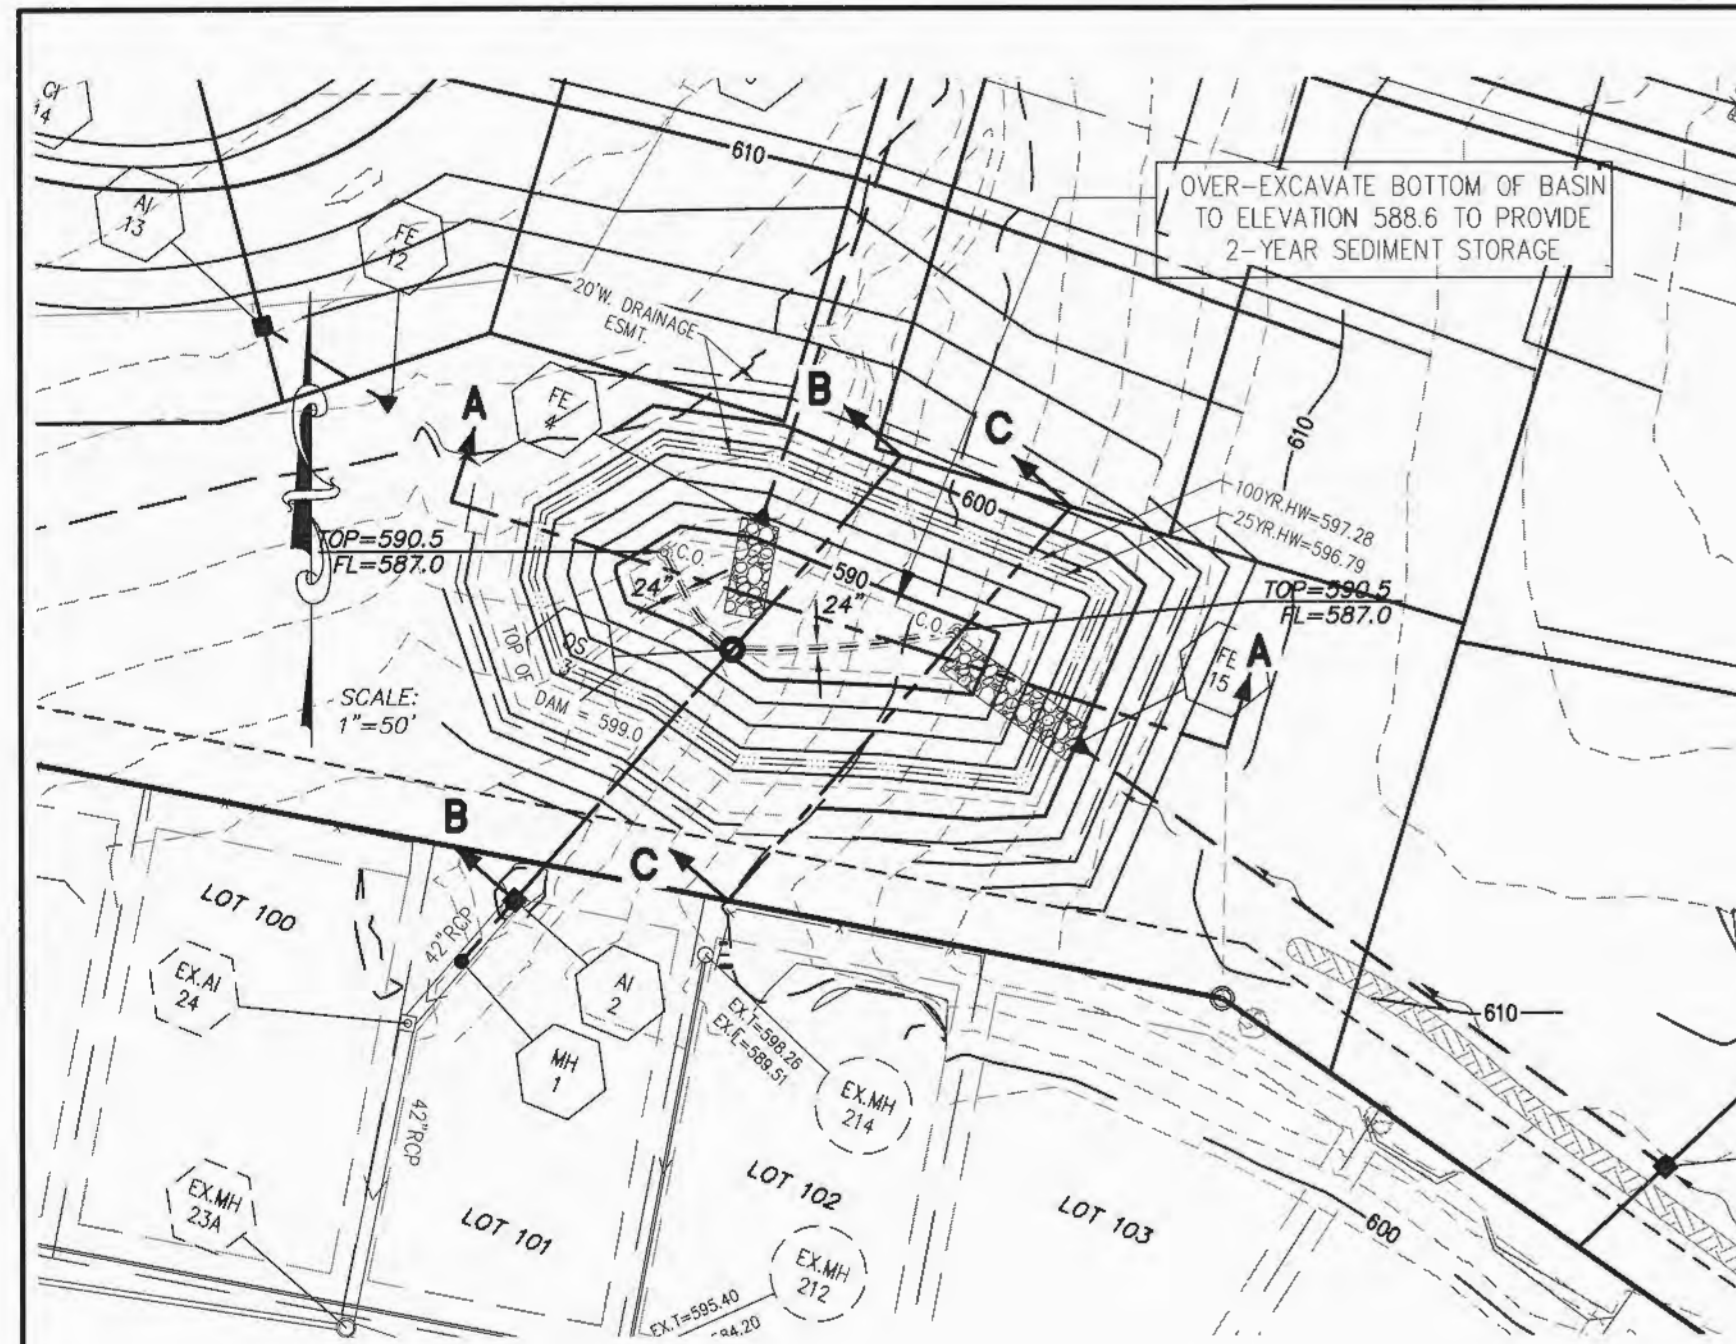 CI
14
610
OVER-EXCAVATE BOTTOM OF BASIN
TO ELEVATION 588.6 TO PROVIDE
2-YEAR SEDIMENT STORAGE
AI
13
FE
12
20'W. DRAINAGE
ESMT.
A
FE
4
B
C
610
600
100YR.HW=597.28
25YR.HW=596.79
TOP=590.5
FL=587.0
C.O.
24"
590
24"
C.O.
TOP=590.5
FL=587.0
OS
3
TOP OF DAM = 599.0
FE
15
A
SCALE:
1"=50'
B
C
LOT 100
42"RCP
EX.AI
24
AI
2
MH
1
EX.T=598.26
EX.FL=589.51
EX.MH
214
610
42"RCP
EX.MH
23A
LOT 101
LOT 102
LOT 103
600
EX.MH
212
EX.T=595.40
84.20